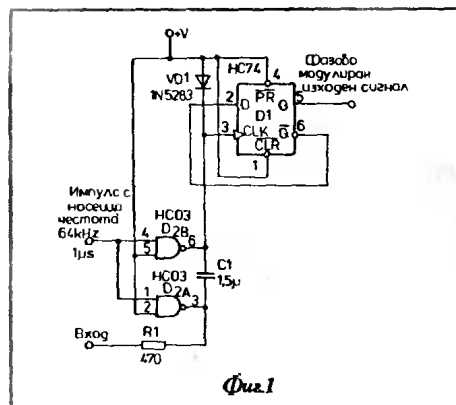 +V
VD1
1N5283
HC74
4
PR
2
D
Q
5
D1
3
CLK
Q
6
CLR
1
Фазово
модулиран
изходен сигнал
Импулс с
носеща
честота
64kHz
1µs
HC03
D2B
4
5
6
HC03
D2A
1
2
3
C1
1,5µ
Вход
R1
470
Фиг.1